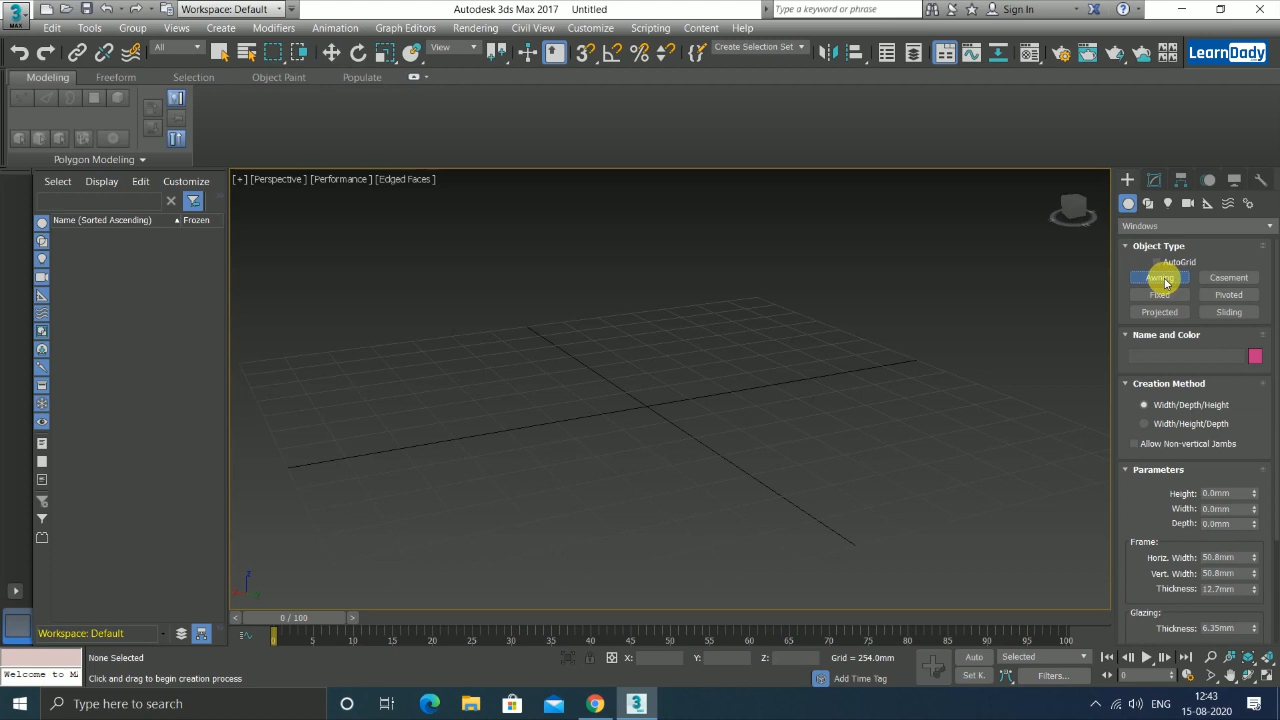 Workspace: Default
Autodesk 3ds Max 2017 Untitled
Type a keyword or phrase
Sign In
MAX
Edit Tools Group Views Create Modifiers Animation Graph Editors Rendering Civil View Customize Scripting Content Help
All
View
Create Selection Set
LearnDady
Modeling Freeform Selection Object Paint Populate
Polygon Modeling
Select Display Edit Customize
Name (Sorted Ascending) Frozen
[+] [Perspective ] [Performance ] [Edged Faces ]
Windows
Object Type
AutoGrid
Awning Casement
Fixed Pivoted
Projected Sliding
Name and Color
Creation Method
Width/Depth/Height
Width/Height/Depth
Allow Non-vertical Jambs
Parameters
Height: 0.0mm
Width: 0.0mm
Depth: 0.0mm
Frame:
Horiz. Width: 50.8mm
Vert. Width: 50.8mm
Thickness: 12.7mm
Glazing:
Thickness: 6.35mm
z
0 / 100
Workspace: Default
0 5 10 15 20 25 30 35 40 45 50 55 60 65 70 75 80 85 90 95 100
None Selected
X: Y: Z: Grid = 254.0mm
Auto Selected
Welcome to MA
Click and drag to begin creation process
Add Time Tag
Set K. Filters...
0
Type here to search
ENG
12:43
15-08-2020